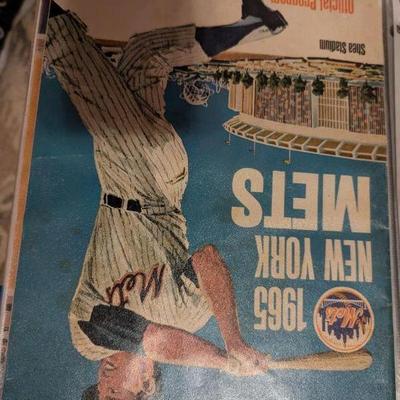 Mets
1965
NEW YORK
METS
Mets
Shea Stadium
Official Program